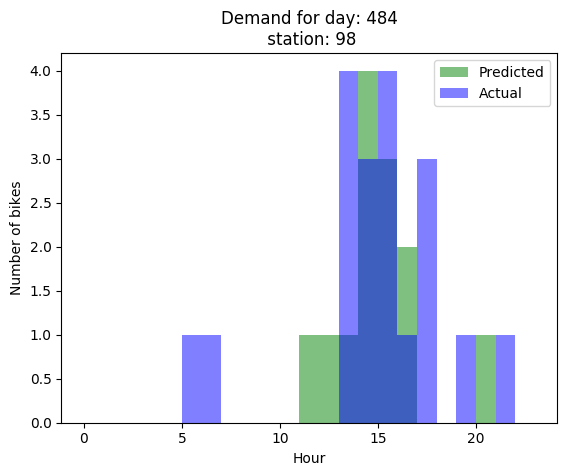 Demand for day: 484
station: 98
Predicted
Actual
4.0
3.5
3.0
2.5
2.0
1.5
1.0
0.5
0.0
Number of bikes
0 5 10 15 20
Hour